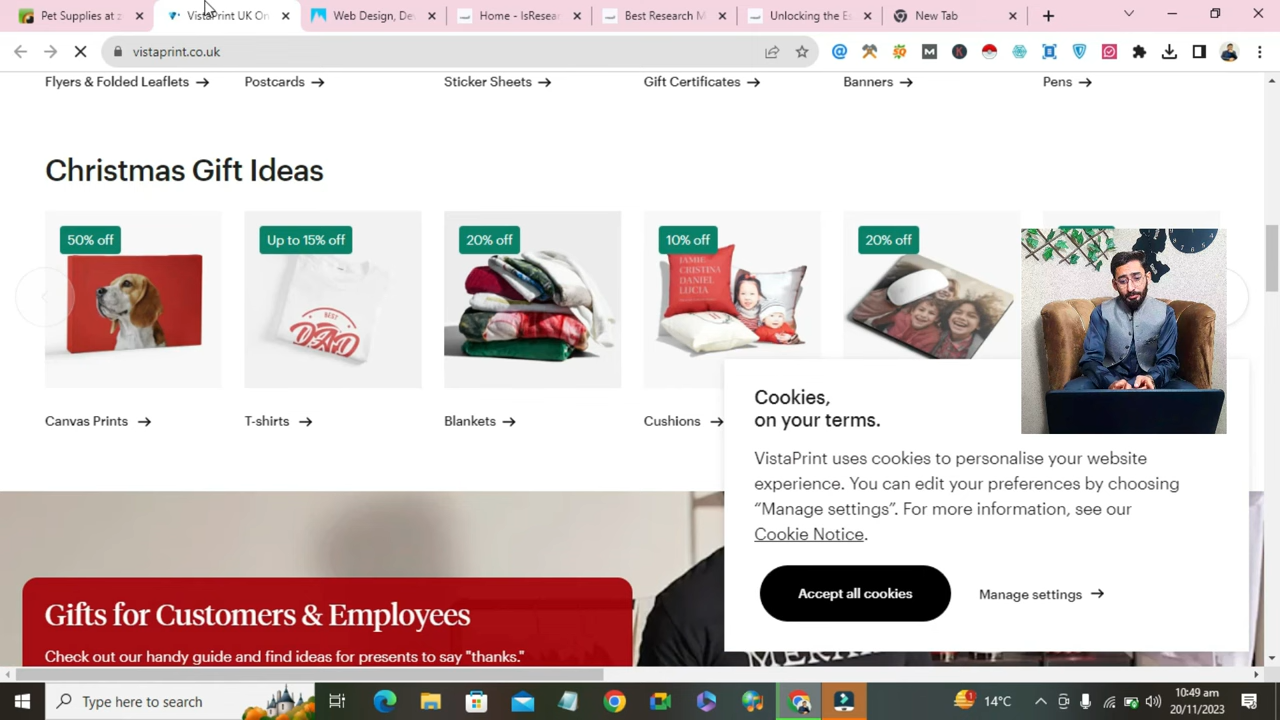 Pet Supplies at z
VistaPrint UK On
Web Design, De
Home - IsResea
Best Research M
Unlocking the E
New Tab
vistaprint.co.uk
Flyers & Folded Leaflets →
Postcards →
Sticker Sheets →
Gift Certificates →
Banners →
Pens →
Christmas Gift Ideas
50% off
Up to 15% off
20% off
10% off
20% off
BEST
DAD
JAMIE
CRISTINA
DANIEL
LUCIA
Canvas Prints →
T-shirts →
Blankets →
Cushions →
Cookies,
on your terms.
VistaPrint uses cookies to personalise your website
experience. You can edit your preferences by choosing
“Manage settings”. For more information, see our
Cookie Notice.
Accept all cookies
Manage settings →
Gifts for Customers & Employees
Check out our handy guide and find ideas for presents to say "thanks."
Type here to search
14°C
10:49 am
20/11/2023